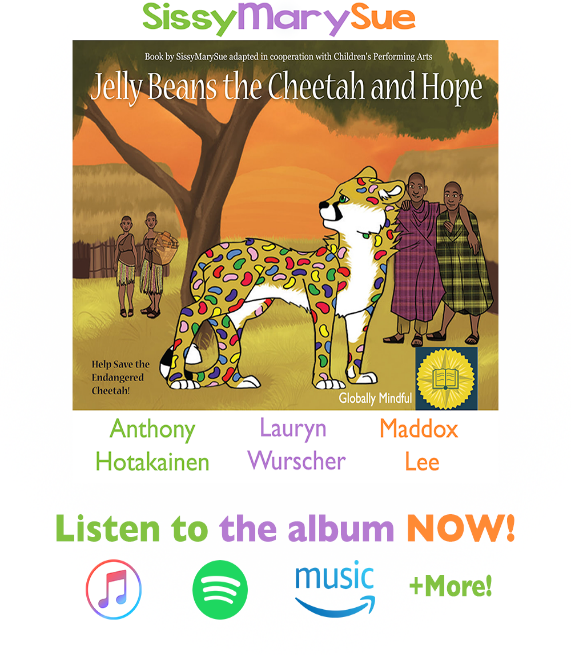 SissyMarySue
Book by SissyMarySue adapted in cooperation with Children's Performing Arts
Jelly Beans the Cheetah and Hope
Help Save the
Endangered
Cheetah!
Globally Mindful
Anthony
Hotakainen
Lauryn
Wurscher
Maddox
Lee
Listen to the album NOW!
music
+More!